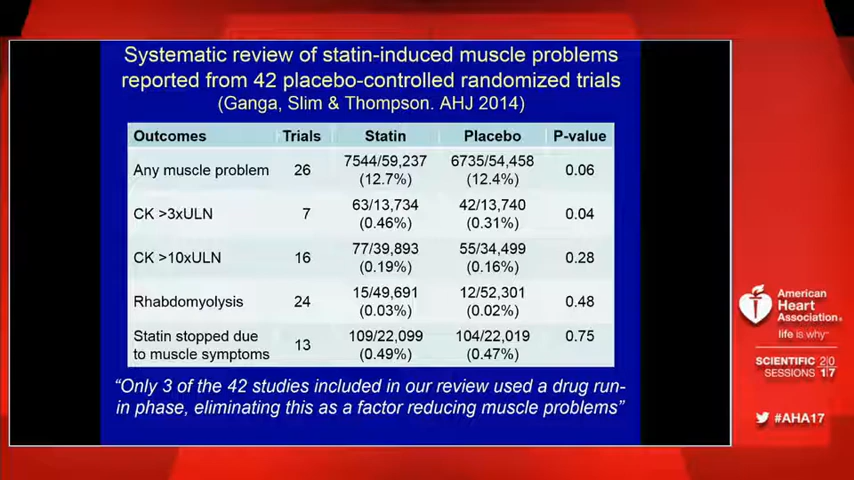 Systematic review of statin-induced muscle problems
reported from 42 placebo-controlled randomized trials
(Ganga, Slim & Thompson. AHJ 2014)
Outcomes Trials Statin Placebo P-value
Any muscle problem 26 7544/59,237 (12.7%) 6735/54,458 (12.4%) 0.06
CK >3xULN 7 63/13,734 (0.46%) 42/13,740 (0.31%) 0.04
CK >10xULN 16 77/39,893 (0.19%) 55/34,499 (0.16%) 0.28
Rhabdomyolysis 24 15/49,691 (0.03%) 12/52,301 (0.02%) 0.48
Statin stopped due to muscle symptoms 13 109/22,099 (0.49%) 104/22,019 (0.47%) 0.75
“Only 3 of the 42 studies included in our review used a drug run-
in phase, eliminating this as a factor reducing muscle problems”
American
Heart
Association®
life is why™
SCIENTIFIC 20
SESSIONS 17
#AHA17